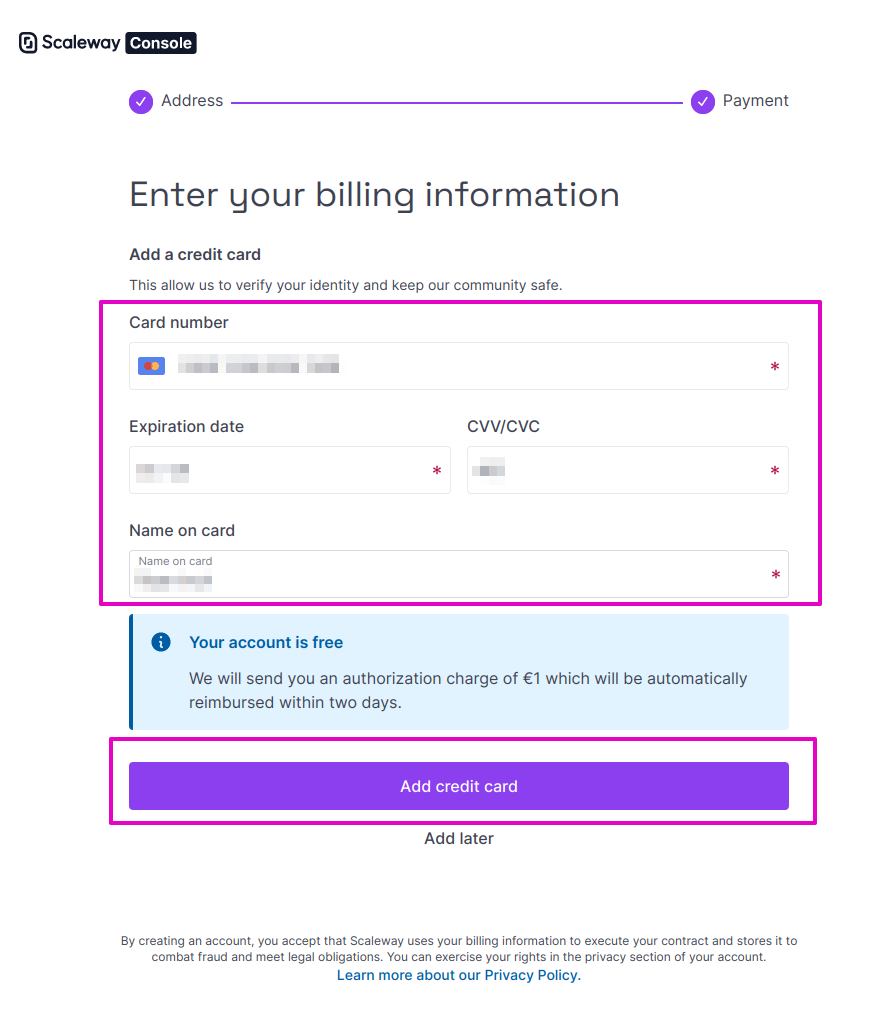 Scaleway Console
Address
Payment
Enter your billing information
Add a credit card
This allow us to verify your identity and keep our community safe.
Card number
*
Expiration date
CVV/CVC
*
*
Name on card
Name on card
*
Your account is free
We will send you an authorization charge of €1 which will be automatically
reimbursed within two days.
Add credit card
Add later
By creating an account, you accept that Scaleway uses your billing information to execute your contract and stores it to
combat fraud and meet legal obligations. You can exercise your rights in the privacy section of your account.
Learn more about our Privacy Policy.